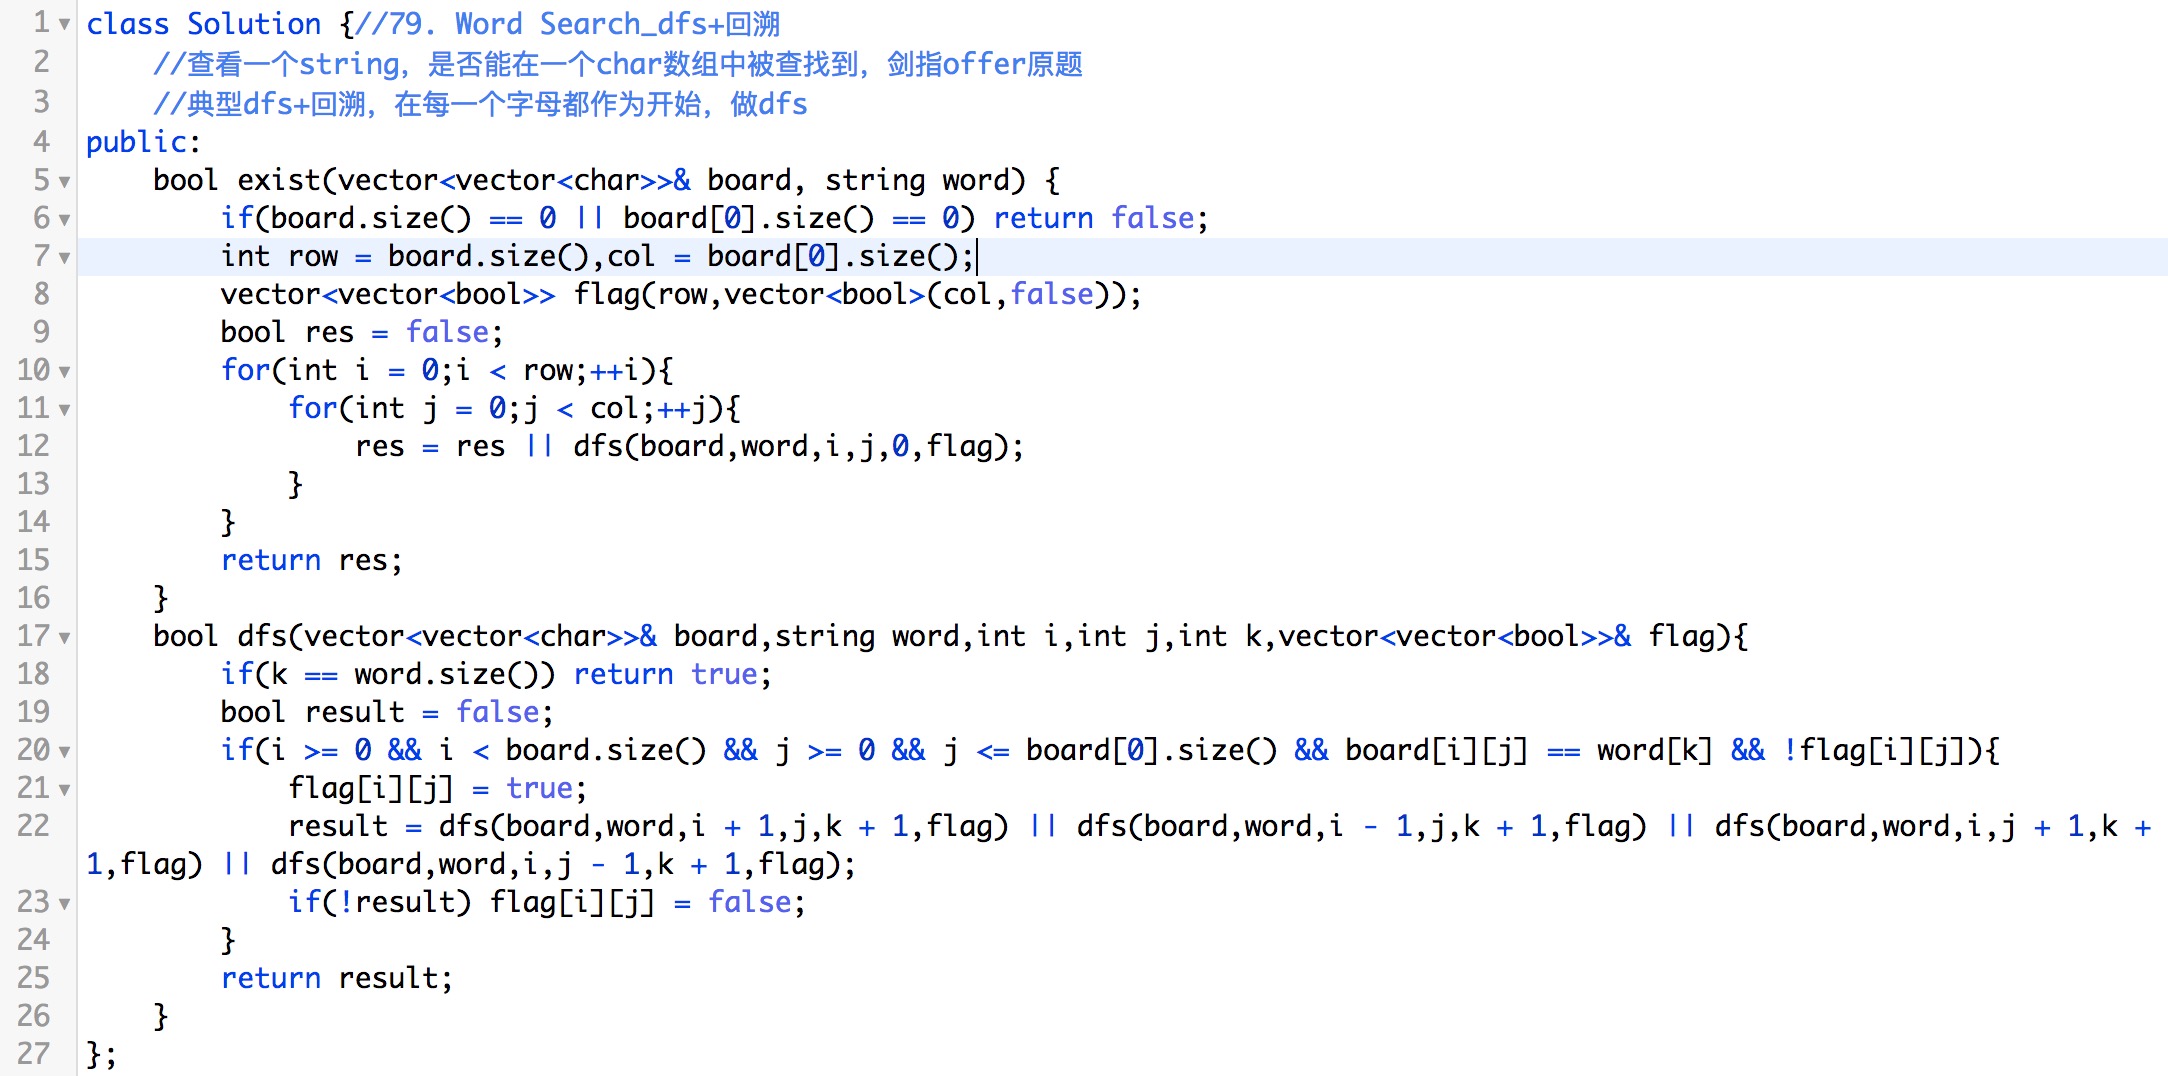 1 class Solution {//79. Word Search_dfs+回溯
2     //查看一个string，是否能在一个char数组中被查找到，剑指offer原题
3     //典型dfs+回溯，在每一个字母都作为开始，做dfs
4 public:
5     bool exist(vector<vector<char>>& board, string word) {
6         if(board.size() == 0 || board[0].size() == 0) return false;
7         int row = board.size(),col = board[0].size();
8         vector<vector<bool>> flag(row,vector<bool>(col,false));
9         bool res = false;
10         for(int i = 0;i < row;++i){
11             for(int j = 0;j < col;++j){
12                 res = res || dfs(board,word,i,j,0,flag);
13             }
14         }
15         return res;
16     }
17     bool dfs(vector<vector<char>>& board,string word,int i,int j,int k,vector<vector<bool>>& flag){
18         if(k == word.size()) return true;
19         bool result = false;
20         if(i >= 0 && i < board.size() && j >= 0 && j <= board[0].size() && board[i][j] == word[k] && !flag[i][j]){
21             flag[i][j] = true;
22             result = dfs(board,word,i + 1,j,k + 1,flag) || dfs(board,word,i - 1,j,k + 1,flag) || dfs(board,word,i,j + 1,k +
1,flag) || dfs(board,word,i,j - 1,k + 1,flag);
23             if(!result) flag[i][j] = false;
24         }
25         return result;
26     }
27 };